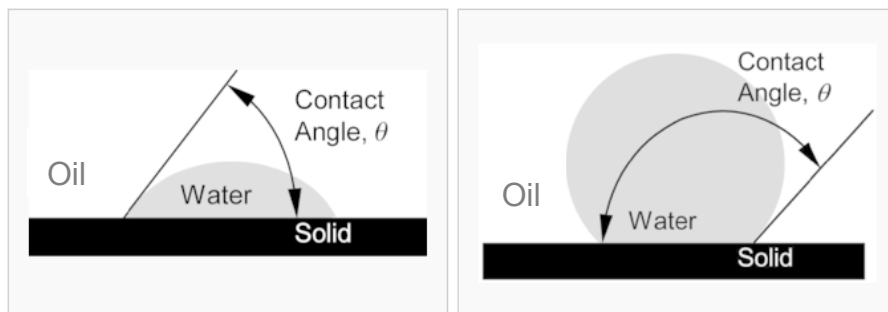 Contact
Angle, θ
Oil
Water
Solid
Contact
Angle, θ
Oil
Water
Solid